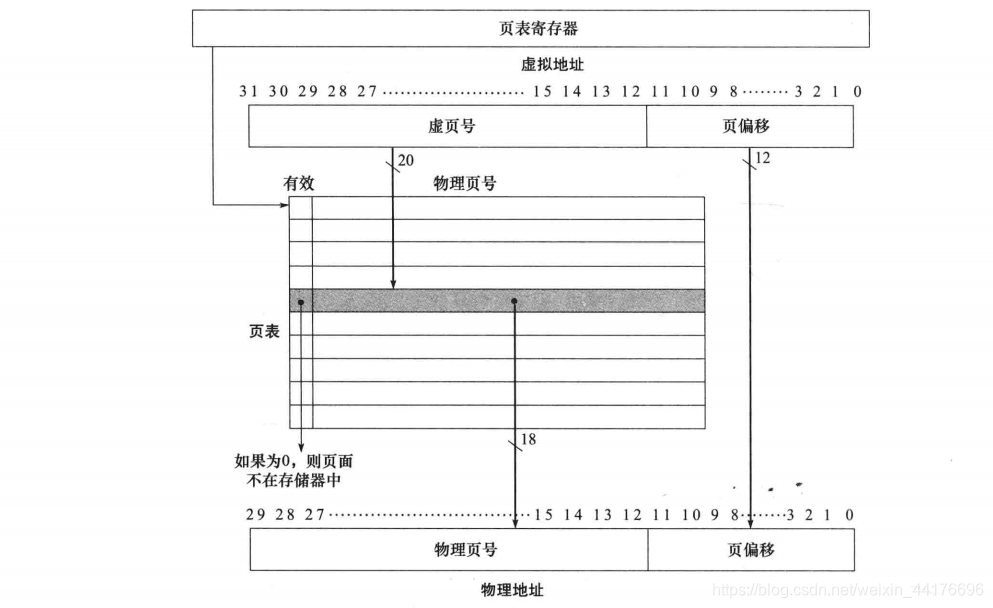 页表寄存器
虚拟地址
31 30 29 28 27 ························ 15 14 13 12 11 10 9 8 ········ 3 2 1 0
虚页号 页偏移
20 12
有效 物理页号
页表
18
如果为0，则页面
不在存储器中
29 28 27 ································ 15 14 13 12 11 10 9 8 ········ 3 2 1 0
物理页号 页偏移
物理地址
https://blog.csdn.net/weixin_44176696